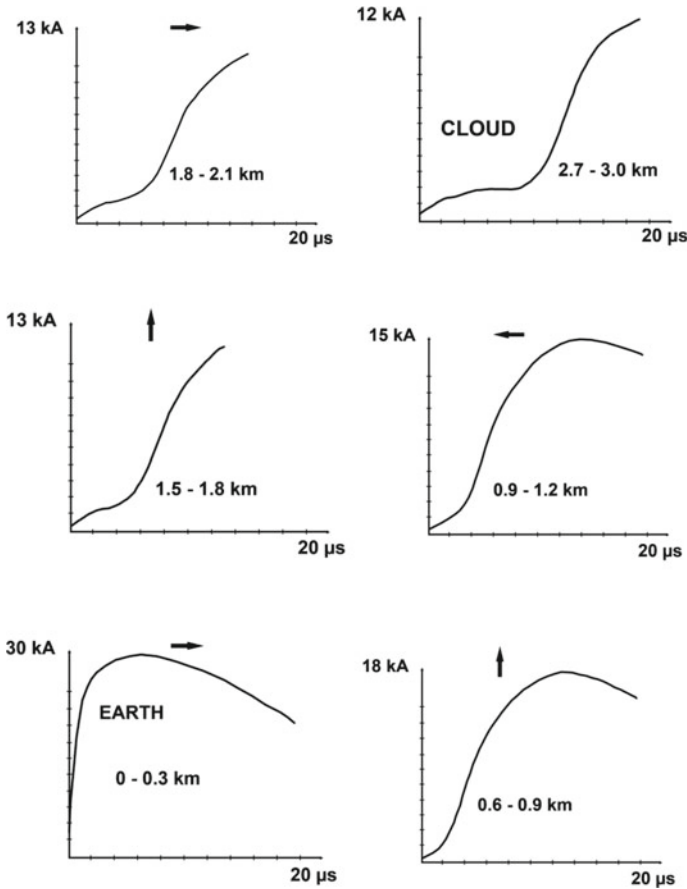 13 kA
1.8 - 2.1 km
20 µs
12 kA
CLOUD
2.7 - 3.0 km
20 µs
13 kA
1.5 - 1.8 km
20 µs
15 kA
0.9 - 1.2 km
20 µs
30 kA
EARTH
0 - 0.3 km
20 µs
18 kA
0.6 - 0.9 km
20 µs